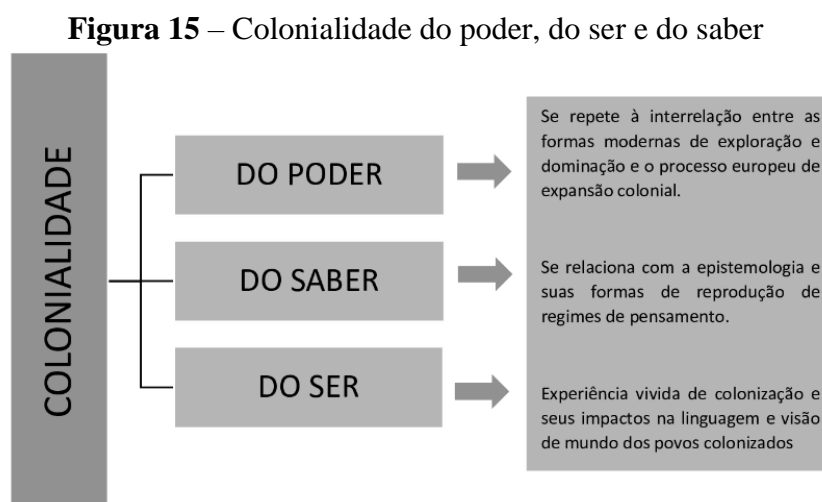 Figura 15 – Colonialidade do poder, do ser e do saber
COLONIALIDADE
DO PODER
Se repete à interrelação entre as
formas modernas de exploração e
dominação e o processo europeu de
expansão colonial.
DO SABER
Se relaciona com a epistemologia e
suas formas de reprodução de
regimes de pensamento.
DO SER
Experiência vivida de colonização e
seus impactos na linguagem e visão
de mundo dos povos colonizados